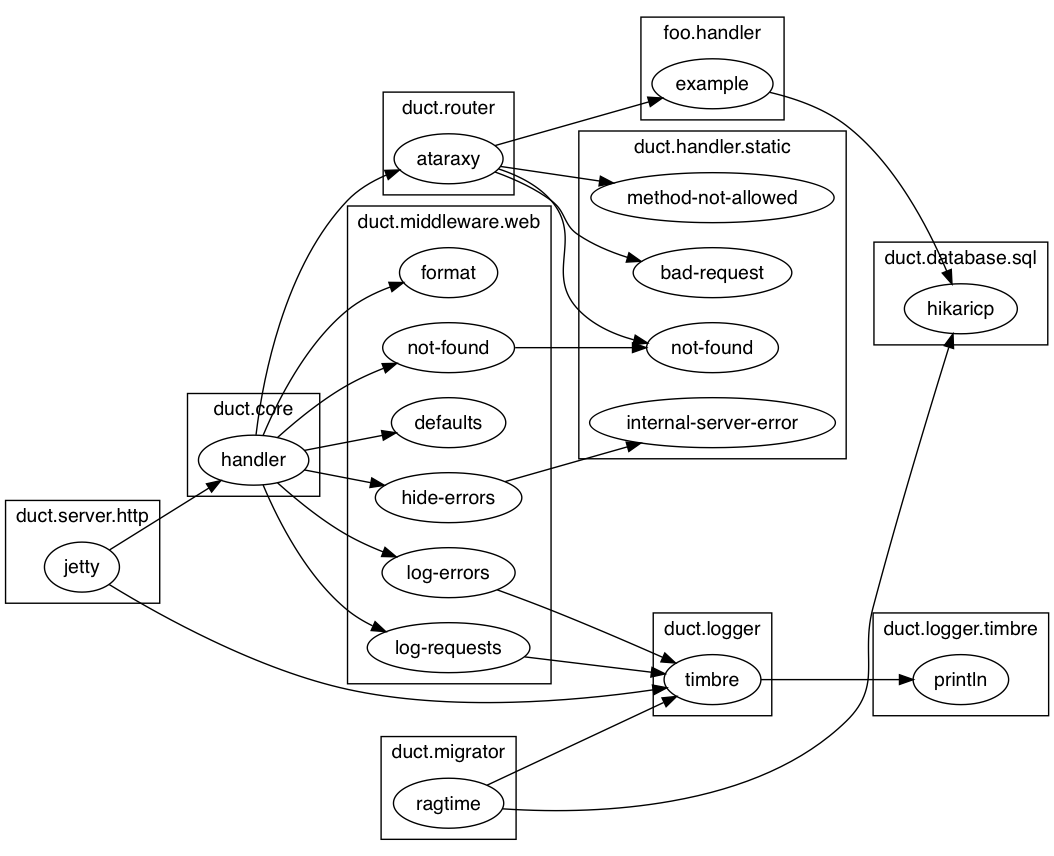 foo.handler
example
duct.router
ataraxy
duct.handler.static
method-not-allowed
bad-request
not-found
internal-server-error
duct.middleware.web
format
not-found
defaults
hide-errors
log-errors
log-requests
duct.database.sql
hikaricp
duct.core
handler
duct.server.http
jetty
duct.logger
timbre
duct.logger.timbre
println
duct.migrator
ragtime